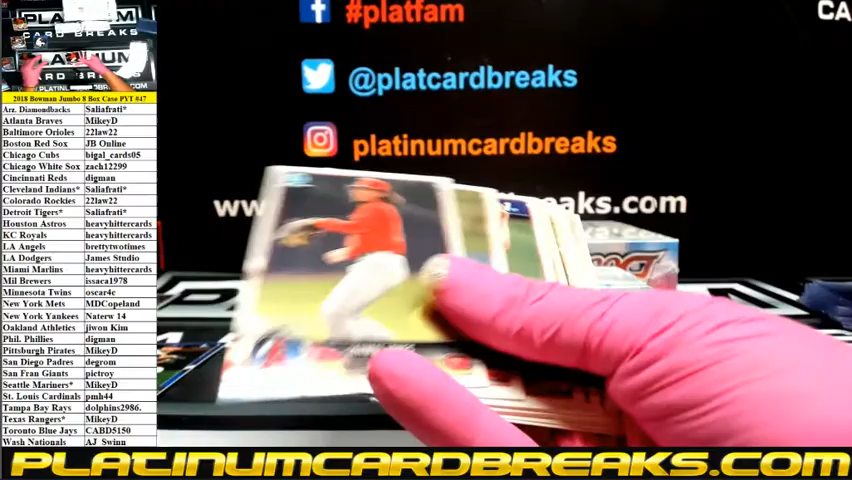 #platfam
@platcardbreaks
platinumcardbreaks
CA
CARD BREAKS
2018 Bowman Jumbo 8 Box Case PYT #47
Arz. Diamondbacks Saliafrati*
Atlanta Braves MikeyD
Baltimore Orioles 22law22
Boston Red Sox JB Online
Chicago Cubs bigal_cards05
Chicago White Sox zach12299
Cincinnati Reds digman
Cleveland Indians* Saliafrati*
Colorado Rockies 22law22
Detroit Tigers* Saliafrati*
Houston Astros heavyhittercards
KC Royals heavyhittercards
LA Angels brettytwotimes
LA Dodgers James Studio
Miami Marlins heavyhittercards
Mil Brewers issaca1978
Minnesota Twins oscar4c
New York Mets MDCopeland
New York Yankees Naterw 14
Oakland Athletics jiwon Kim
Phil. Phillies digman
Pittsburgh Pirates MikeyD
San Diego Padres degrom
San Fran Giants pictroy
Seattle Mariners* MikeyD
St. Louis Cardinals pmh44
Tampa Bay Rays dolphins2986.
Texas Rangers* MikeyD
Toronto Blue Jays CABD5150
Wash Nationals AJ_Swinn
PLATINUMCARDBREAKS.COM